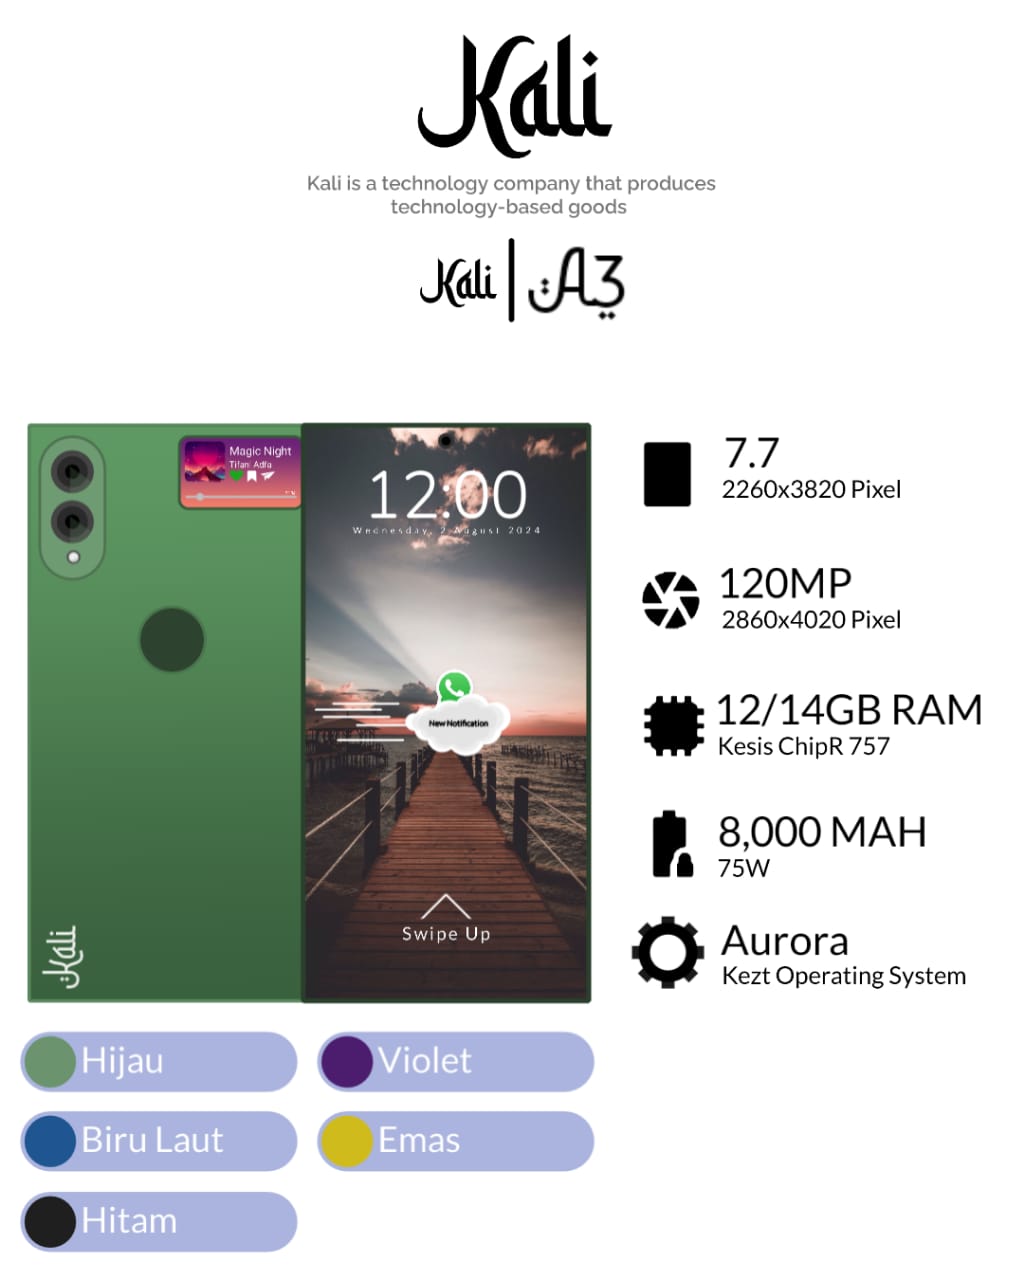 Kali
Kali is a technology company that produces
technology-based goods
Kali | A3
Magic Night
Tifani Adfa
12:00
Wednesday, 2 August 2024
New Notification
Swipe Up
Kali
7.7
2260x3820 Pixel
120MP
2860x4020 Pixel
12/14GB RAM
Kesis ChipR 757
8,000 MAH
75W
Aurora
Kezt Operating System
Hijau
Violet
Biru Laut
Emas
Hitam